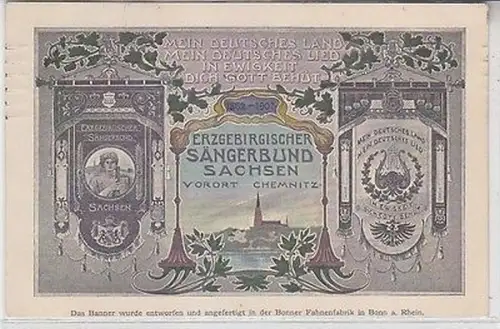 MEIN DEUTSCHES LAND
MEIN DEUTSCHES LIED
IN EWIGKEIT
DICH GOTT BEHÜT
ERZGEBIRGISCHER
SÄNGERBUND
SACHSEN
VORORT CHEMNITZ
ERZGEBIRGISCHER
SÄNGERBUND
SACHSEN
MEIN DEUTSCHES LAND
MEIN DEUTSCHES LIED
Das Banner wurde entworfen und angefertigt in der Bonner Fahnenfabrik in Bonn a. Rhein.